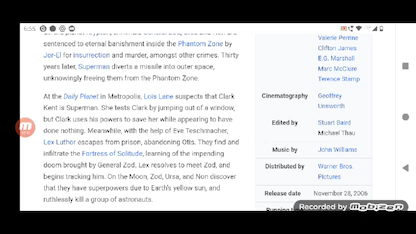 6:55
sentenced to eternal banishment inside the Phantom Zone by
Jor-El for insurrection and murder, amongst other crimes. Thirty
years later, Superman diverts a missile into outer space,
unknowingly freeing them from the Phantom Zone.
At the Daily Planet in Metropolis, Lois Lane suspects that Clark
Kent is Superman. She tests Clark by jumping out of a window,
but Clark uses his powers to save her while appearing to have
done nothing. Meanwhile, with the help of Eve Teschmacher,
Lex Luthor escapes from prison, abandoning Otis. They find and
infiltrate the Fortress of Solitude, learning of the impending
doom brought by General Zod. Lex resolves to meet Zod, and
begins tracking him. On the Moon, Zod, Ursa, and Non discover
that they have superpowers due to Earth's yellow sun, and
ruthlessly kill a group of astronauts.
Valerie Perrine
Clifton James
E.G. Marshall
Marc McClure
Terence Stamp
Cinematography Geoffrey
Unsworth
Edited by Stuart Baird
Michael Thau
Music by John Williams
Distributed by Warner Bros.
Pictures
Release date November 28, 2006
Recorded by Mobizen